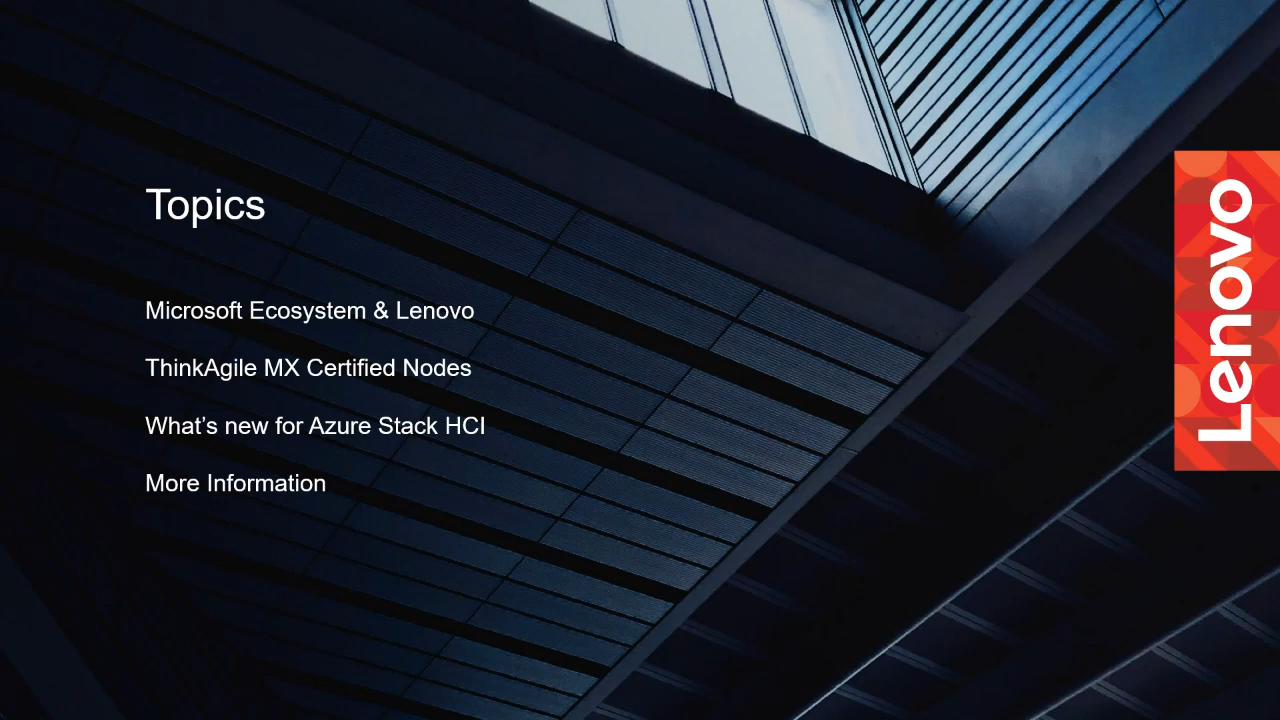 Topics
Microsoft Ecosystem & Lenovo
ThinkAgile MX Certified Nodes
What’s new for Azure Stack HCI
More Information
Lenovo